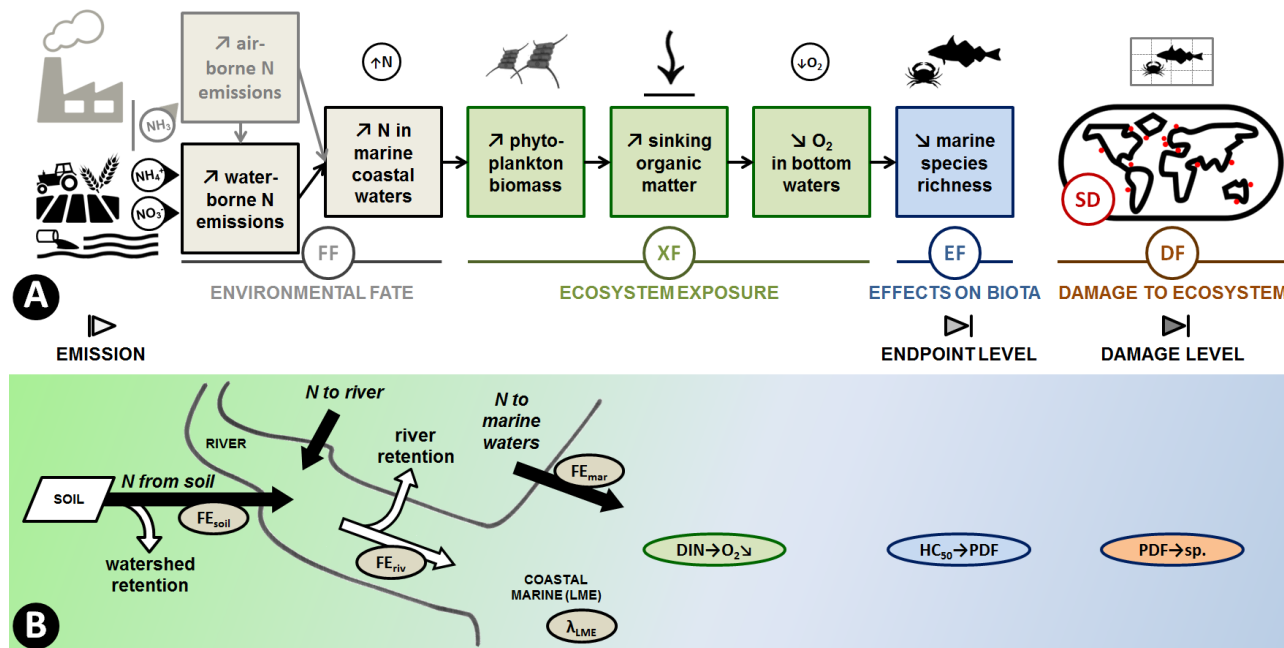 A
↗ air-
borne N
emissions
NH₃
NH₄⁺
NO₃⁻
↗ water-
borne N
emissions
↑N
↗ N in
marine
coastal
waters
↗ phyto-
plankton
biomass
↗ sinking
organic
matter
↓O₂
↘ O₂
in bottom
waters
↘ marine
species
richness
SD
FF
XF
EF
DF
ENVIRONMENTAL FATE
ECOSYSTEM EXPOSURE
EFFECTS ON BIOTA
DAMAGE TO ECOSYSTEM
EMISSION
ENDPOINT LEVEL
DAMAGE LEVEL
B
N to river
N to
marine
waters
RIVER
river
retention
FEmar
SOIL
N from soil
FEsoil
watershed
retention
FEriv
DIN→O₂↘
HC₅₀→PDF
PDF→sp.
COASTAL
MARINE (LME)
λLME